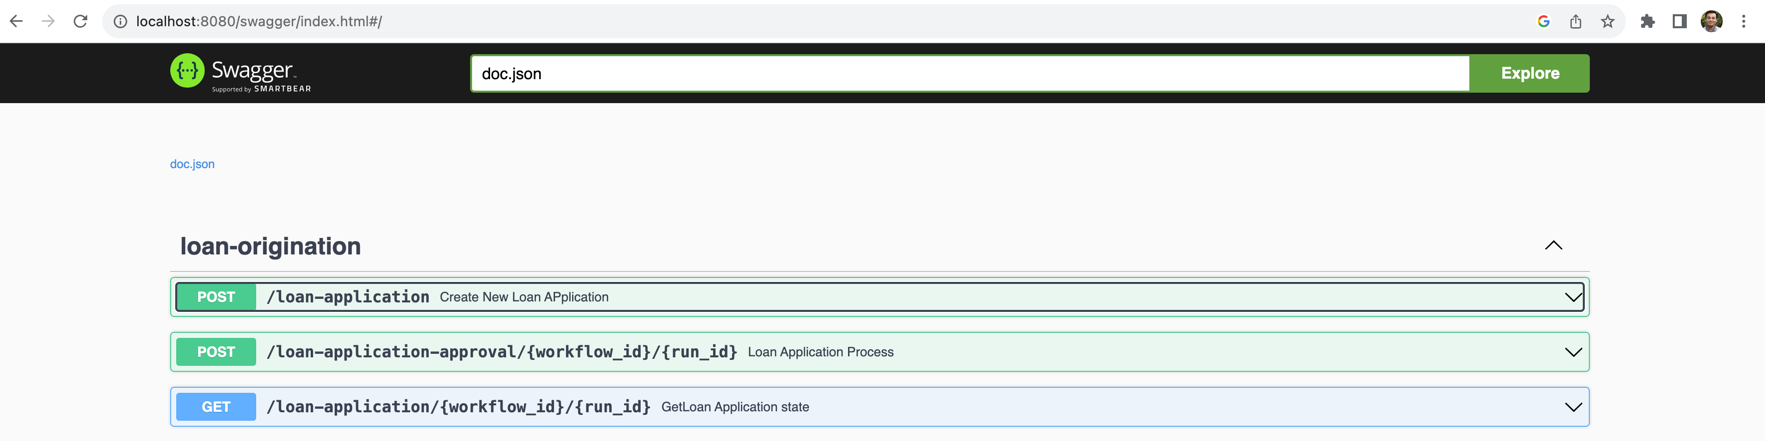 localhost:8080/swagger/index.html#/
{...} Swagger™
Supported by SMARTBEAR
doc.json
Explore
doc.json
loan-origination
POST /loan-application Create New Loan APplication
POST /loan-application-approval/{workflow_id}/{run_id} Loan Application Process
GET /loan-application/{workflow_id}/{run_id} GetLoan Application state